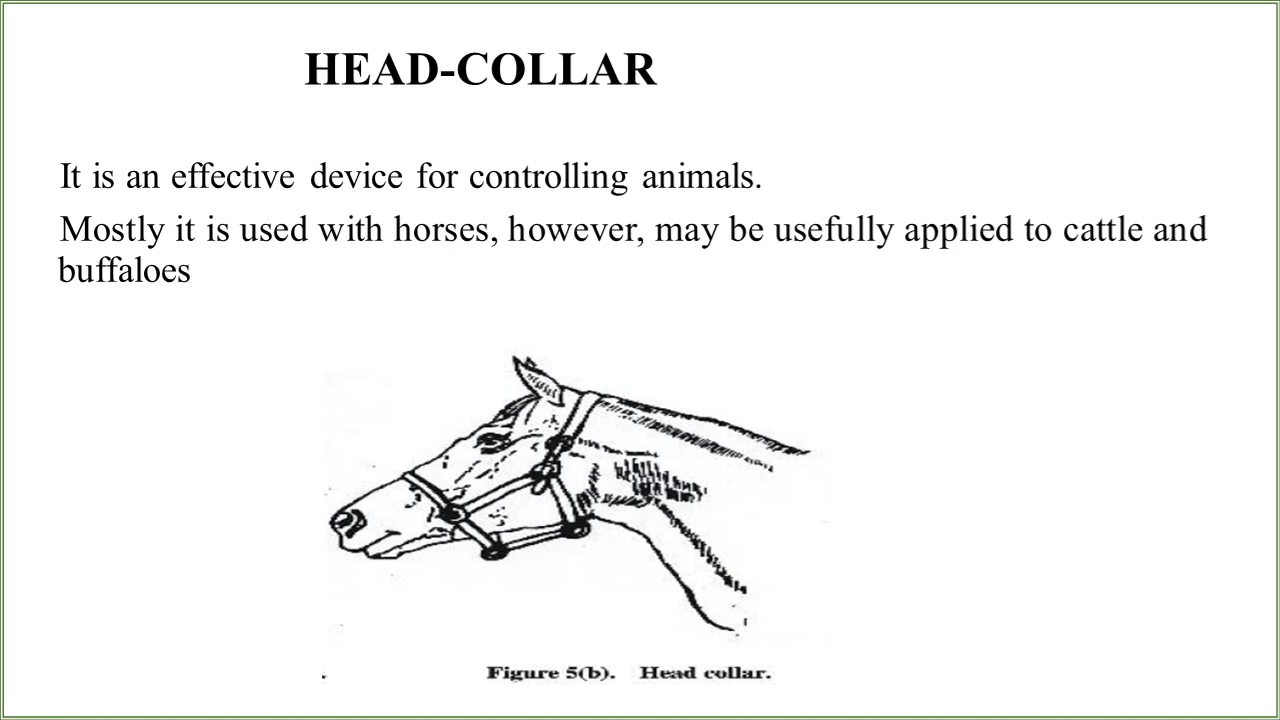 HEAD-COLLAR
It is an effective device for controlling animals.
Mostly it is used with horses, however, may be usefully applied to cattle and
buffaloes
Figure 5(b). Head collar.